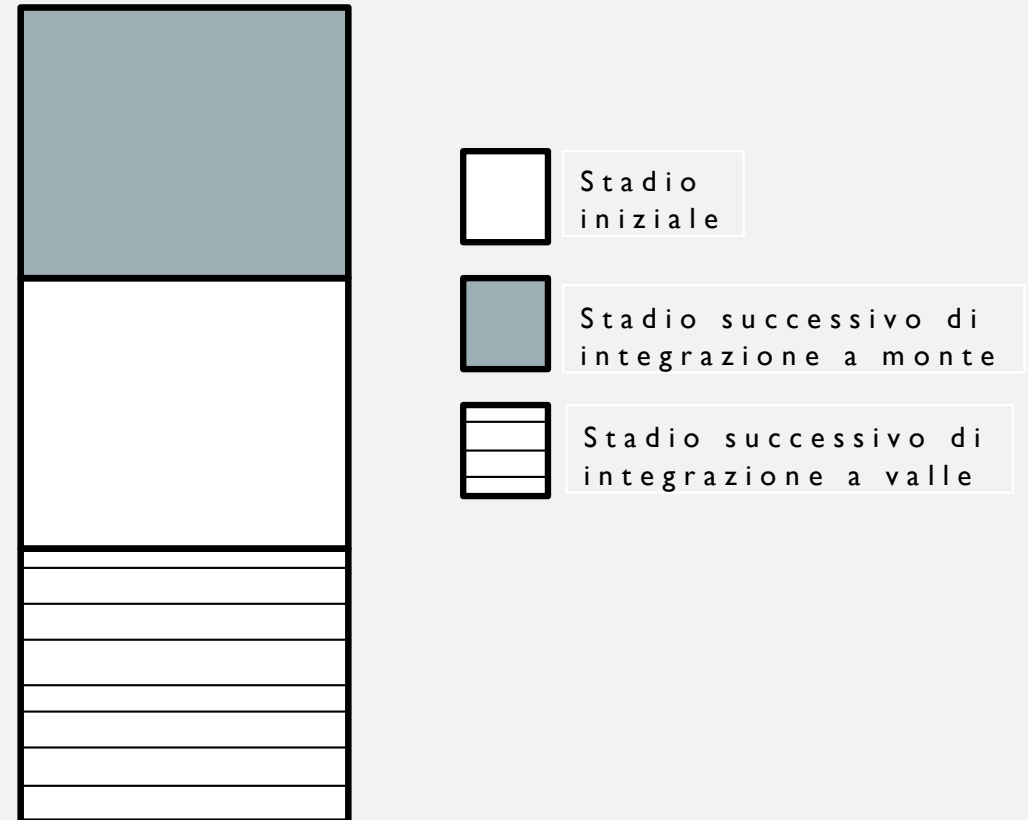 Stadio
iniziale
Stadio successivo di
integrazione a monte
Stadio successivo di
integrazione a valle